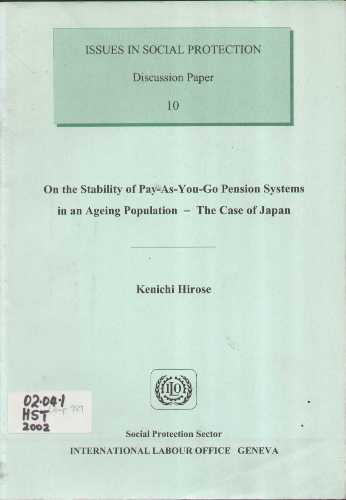 ISSUES IN SOCIAL PROTECTION
Discussion Paper
10
On the Stability of Pay-As-You-Go Pension Systems
in an Ageing Population – The Case of Japan
Kenichi Hirose
ILO
02.04.1
HST
2002
Social Protection Sector
INTERNATIONAL LABOUR OFFICE GENEVA